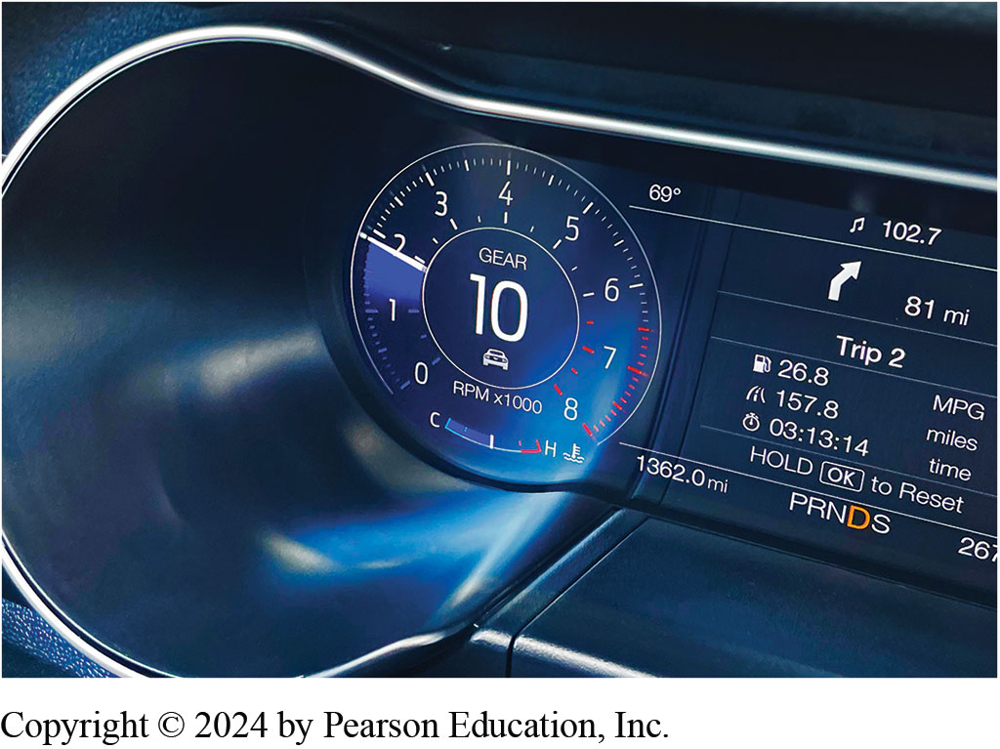 0
1
2
3
4
5
6
7
8
GEAR
10
RPM x1000
C
H
69°
102.7
81 mi
Trip 2
26.8 MPG
157.8 miles
03:13:14 time
HOLD OK to Reset
1362.0 mi
PRNDS
267
Copyright © 2024 by Pearson Education, Inc.